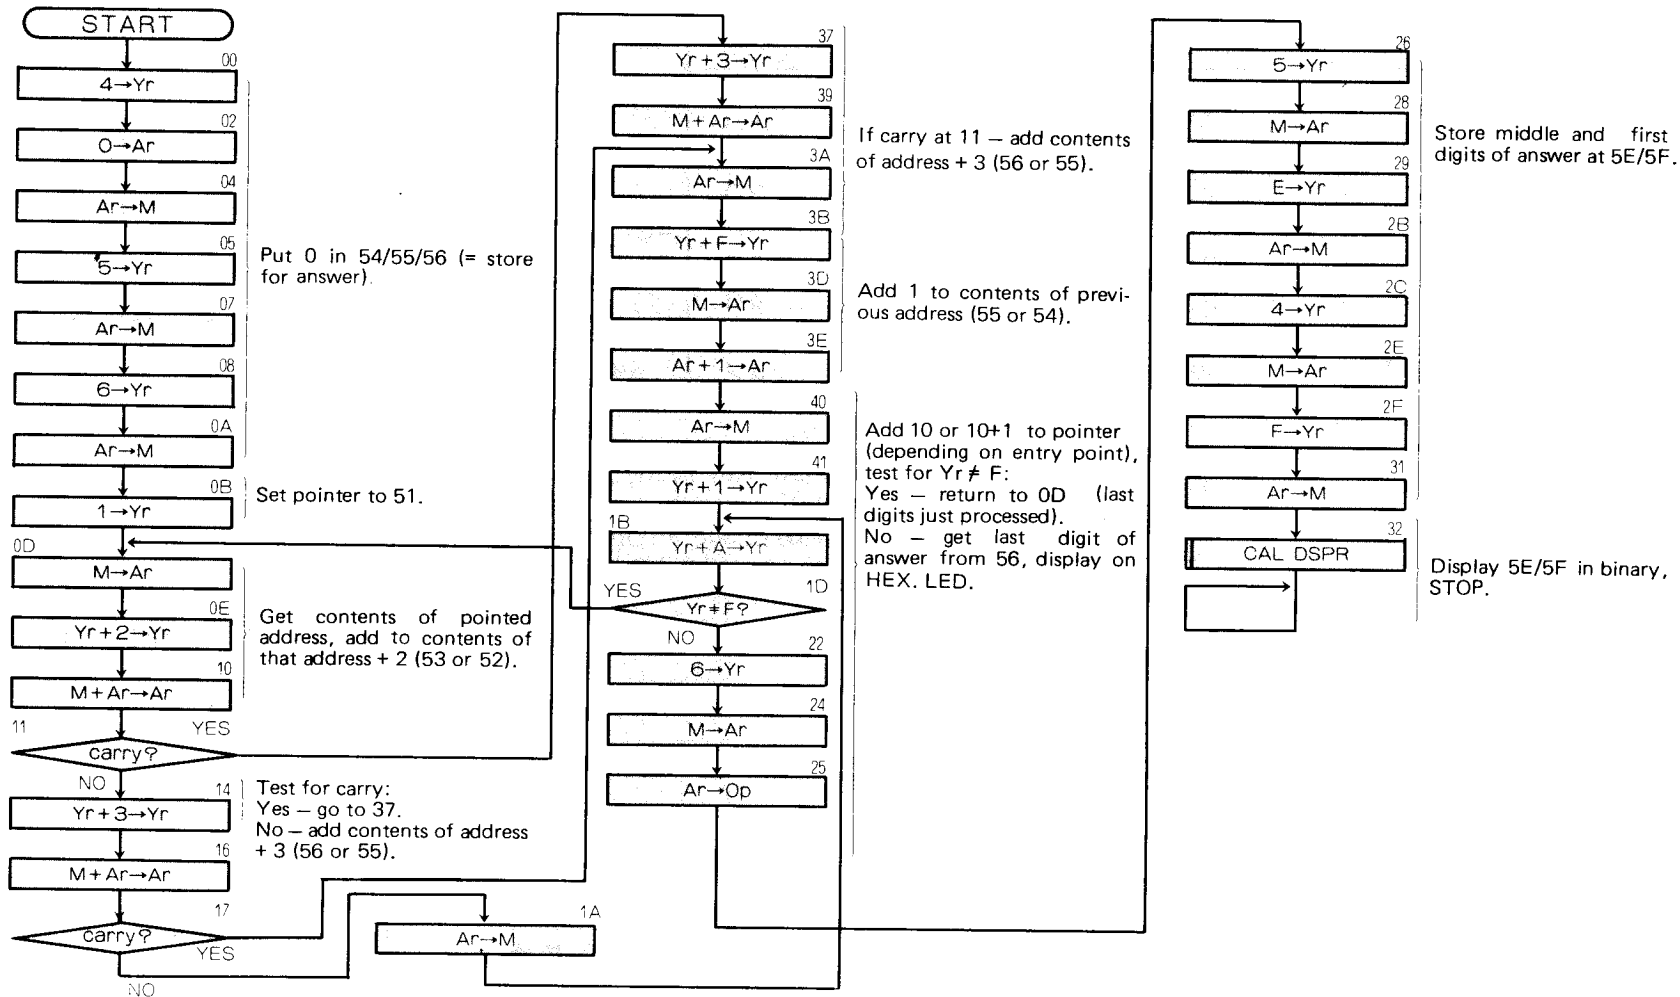 START
00
4→Yr
02
0→Ar
04
Ar→M
05
5→Yr
07
Ar→M
08
6→Yr
0A
Ar→M
Put 0 in 54/55/56 (= store
for answer).
0B
1→Yr
Set pointer to 51.
0D
M→Ar
0E
Yr+2→Yr
10
M+Ar→Ar
Get contents of pointed
address, add to contents of
that address + 2 (53 or 52).
11
YES
carry?
NO
14
Yr+3→Yr
16
M+Ar→Ar
Test for carry:
Yes – go to 37.
No – add contents of address
+ 3 (56 or 55).
17
carry?
YES
NO
1A
Ar→M
37
Yr+3→Yr
39
M+Ar→Ar
If carry at 11 – add contents
of address + 3 (56 or 55).
3A
Ar→M
3B
Yr+F→Yr
3D
M→Ar
3E
Ar+1→Ar
Add 1 to contents of previ-
ous address (55 or 54).
40
Ar→M
41
Yr+1→Yr
1B
Yr+A→Yr
YES
1D
Yr≠F?
NO
22
6→Yr
24
M→Ar
25
Ar→Op
Add 10 or 10+1 to pointer
(depending on entry point),
test for Yr ≠ F:
Yes – return to 0D (last
digits just processed).
No – get last digit of
answer from 56, display on
HEX. LED.
26
5→Yr
28
M→Ar
29
E→Yr
2B
Ar→M
2C
4→Yr
2E
M→Ar
2F
F→Yr
31
Ar→M
Store middle and first
digits of answer at 5E/5F.
32
CAL DSPR
Display 5E/5F in binary,
STOP.